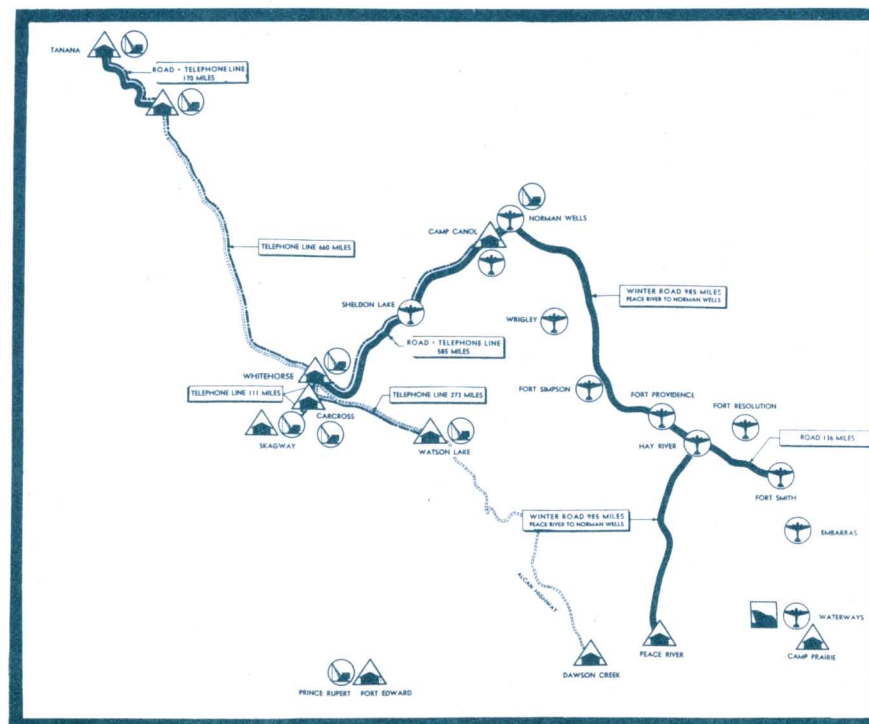 TANANA
ROAD • TELEPHONE LINE
170 MILES
NORMAN WELLS
CAMP CANOL
TELEPHONE LINE 660 MILES
WINTER ROAD 985 MILES
PEACE RIVER TO NORMAN WELLS
SHELDON LAKE
WRIGLEY
ROAD • TELEPHONE LINE
585 MILES
WHITEHORSE
TELEPHONE LINE 111 MILES
TELEPHONE LINE 273 MILES
FORT SIMPSON
FORT PROVIDENCE
CARCROSS
FORT RESOLUTION
SKAGWAY
WATSON LAKE
HAY RIVER
ROAD 136 MILES
FORT SMITH
WINTER ROAD 985 MILES
PEACE RIVER TO NORMAN WELLS
EMBARRAS
ALCAN HIGHWAY
WATERWAYS
PEACE RIVER
CAMP PRAIRIE
DAWSON CREEK
PRINCE RUPERT PORT EDWARD